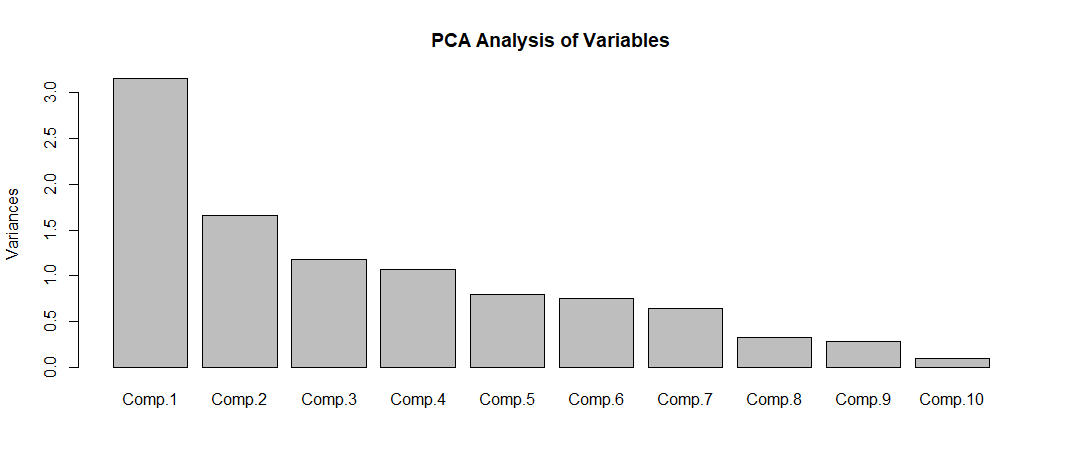 PCA Analysis of Variables
Variances
3.0
2.5
2.0
1.5
1.0
0.5
0.0
Comp.1 Comp.2 Comp.3 Comp.4 Comp.5 Comp.6 Comp.7 Comp.8 Comp.9 Comp.10